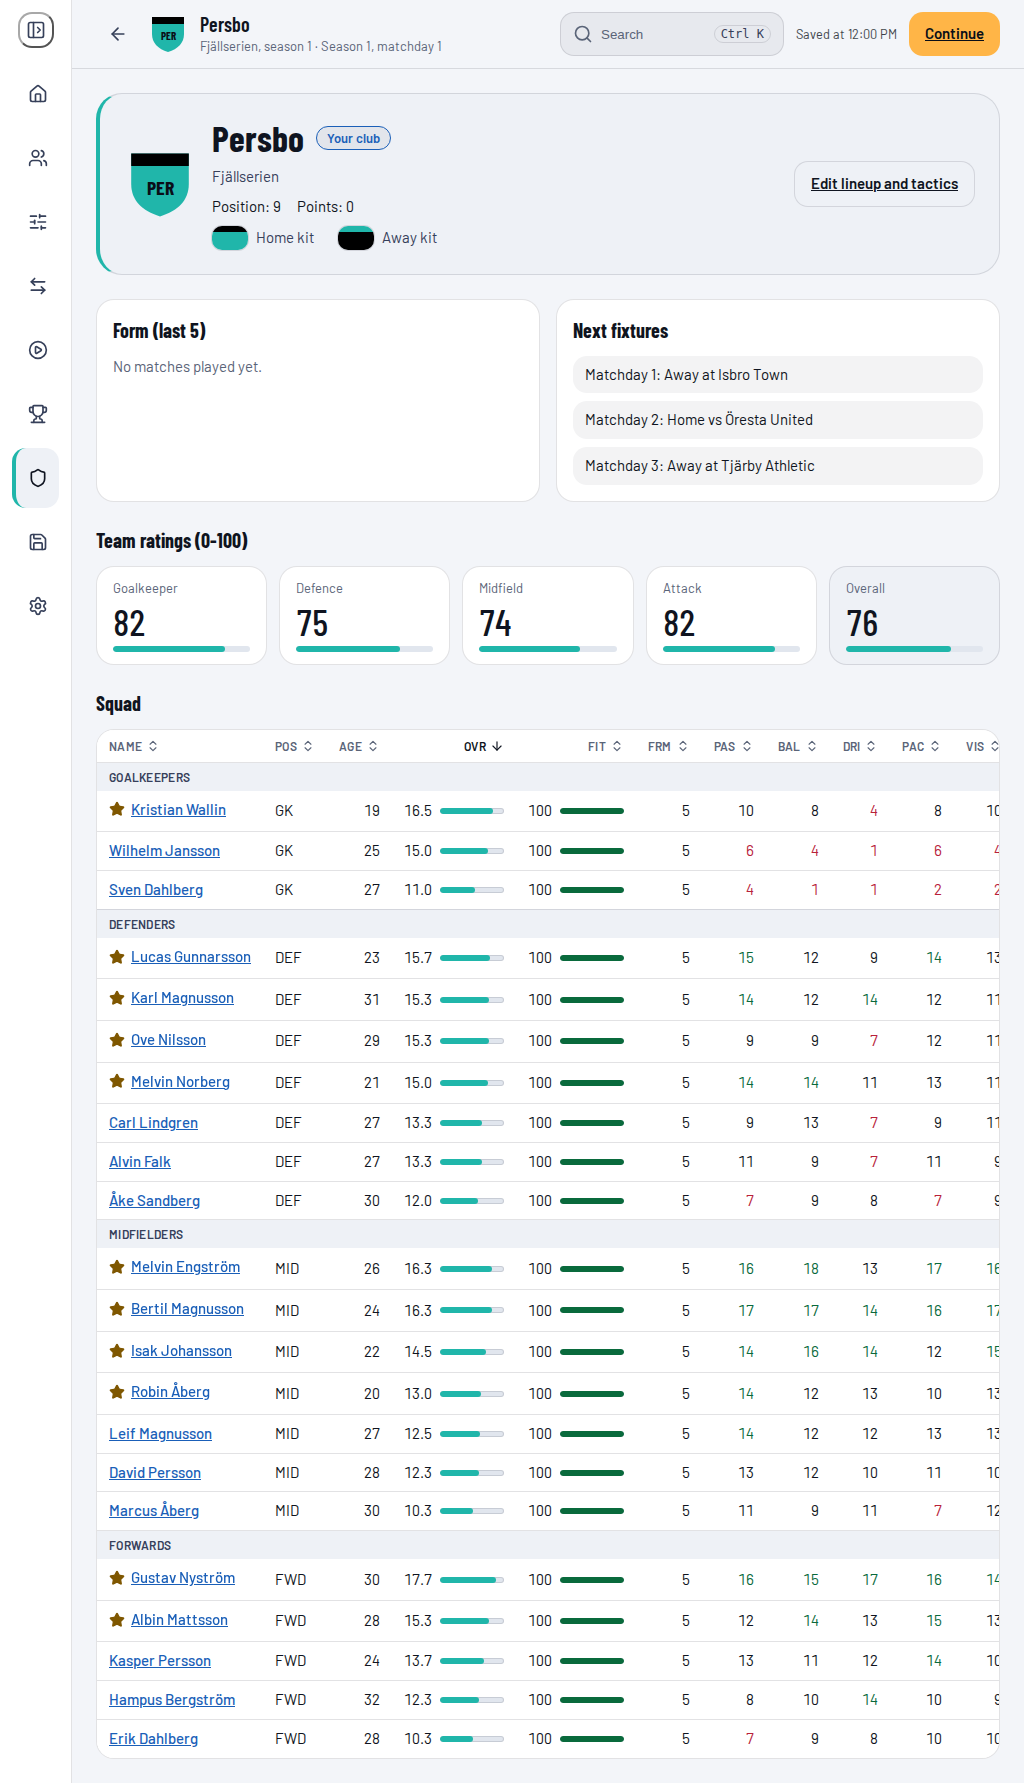 PER
Persbo
Fjällserien, season 1 · Season 1, matchday 1
Search
Ctrl K
Saved at 12:00 PM
Continue
PER
Persbo
Your club
Fjällserien
Position: 9 Points: 0
Home kit
Away kit
Edit lineup and tactics
Form (last 5)
No matches played yet.
Next fixtures
Matchday 1: Away at Isbro Town
Matchday 2: Home vs Öresta United
Matchday 3: Away at Tjärby Athletic
Team ratings (0-100)
Goalkeeper
82
Defence
75
Midfield
74
Attack
82
Overall
76
Squad
NAME POS AGE OVR FIT FRM PAS BAL DRI PAC VIS
GOALKEEPERS
Kristian Wallin GK 19 16.5 100 5 10 8 4 8
Wilhelm Jansson GK 25 15.0 100 5 6 4 1 6
Sven Dahlberg GK 27 11.0 100 5 4 1 1 2
DEFENDERS
Lucas Gunnarsson DEF 23 15.7 100 5 15 12 9 14
Karl Magnusson DEF 31 15.3 100 5 14 12 14 12
Ove Nilsson DEF 29 15.3 100 5 9 9 7 12
Melvin Norberg DEF 21 15.0 100 5 14 14 11 13
Carl Lindgren DEF 27 13.3 100 5 9 13 7 9
Alvin Falk DEF 27 13.3 100 5 11 9 7 11
Åke Sandberg DEF 30 12.0 100 5 7 9 8 7
MIDFIELDERS
Melvin Engström MID 26 16.3 100 5 16 18 13 17
Bertil Magnusson MID 24 16.3 100 5 17 17 14 16
Isak Johansson MID 22 14.5 100 5 14 16 14 12
Robin Åberg MID 20 13.0 100 5 14 12 13 10
Leif Magnusson MID 27 12.5 100 5 14 12 12 13
David Persson MID 28 12.3 100 5 13 12 10 11
Marcus Åberg MID 30 10.3 100 5 11 9 11 7
FORWARDS
Gustav Nyström FWD 30 17.7 100 5 16 15 17 16
Albin Mattsson FWD 28 15.3 100 5 12 14 13 15
Kasper Persson FWD 24 13.7 100 5 13 11 12 14
Hampus Bergström FWD 32 12.3 100 5 8 10 14 10
Erik Dahlberg FWD 28 10.3 100 5 7 9 8 10